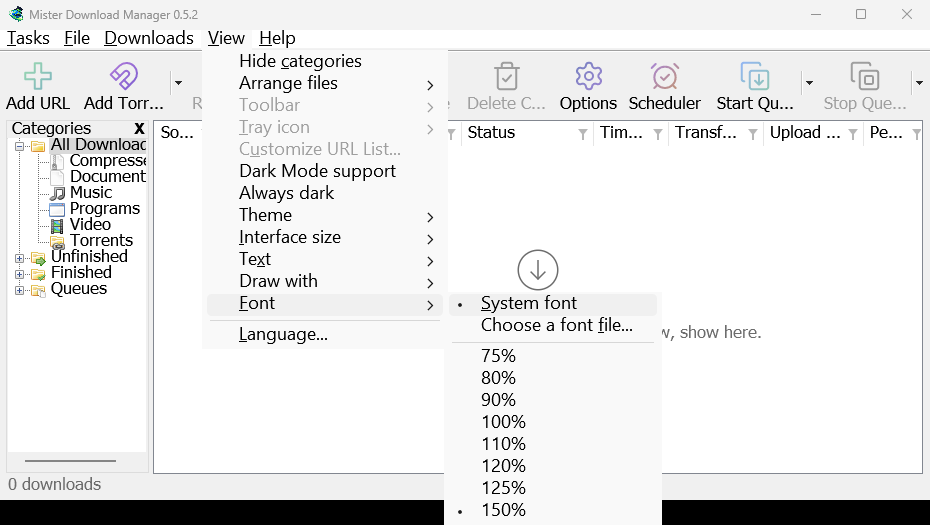 Mister Download Manager 0.5.2
Tasks File Downloads View Help
Add URL Add Torr... Delete C... Options Scheduler Start Qu... Stop Que...
Categories X
So... Status Tim... Transf... Upload ... Pe...
All Download
Compresse
Document
Music
Programs
Video
Torrents
Unfinished
Finished
Queues
Hide categories
Arrange files
Toolbar
Tray icon
Customize URL List...
Dark Mode support
Always dark
Theme
Interface size
Text
Draw with
Font
Language...
System font
Choose a font file...
75%
80%
90%
100%
110%
120%
125%
150%
show here.
0 downloads